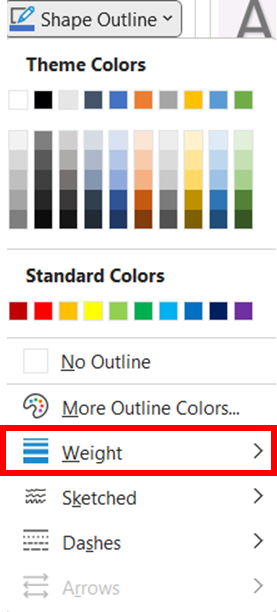 Shape Outline
A
Theme Colors
Standard Colors
No Outline
More Outline Colors...
Weight
Sketched
Dashes
Arrows